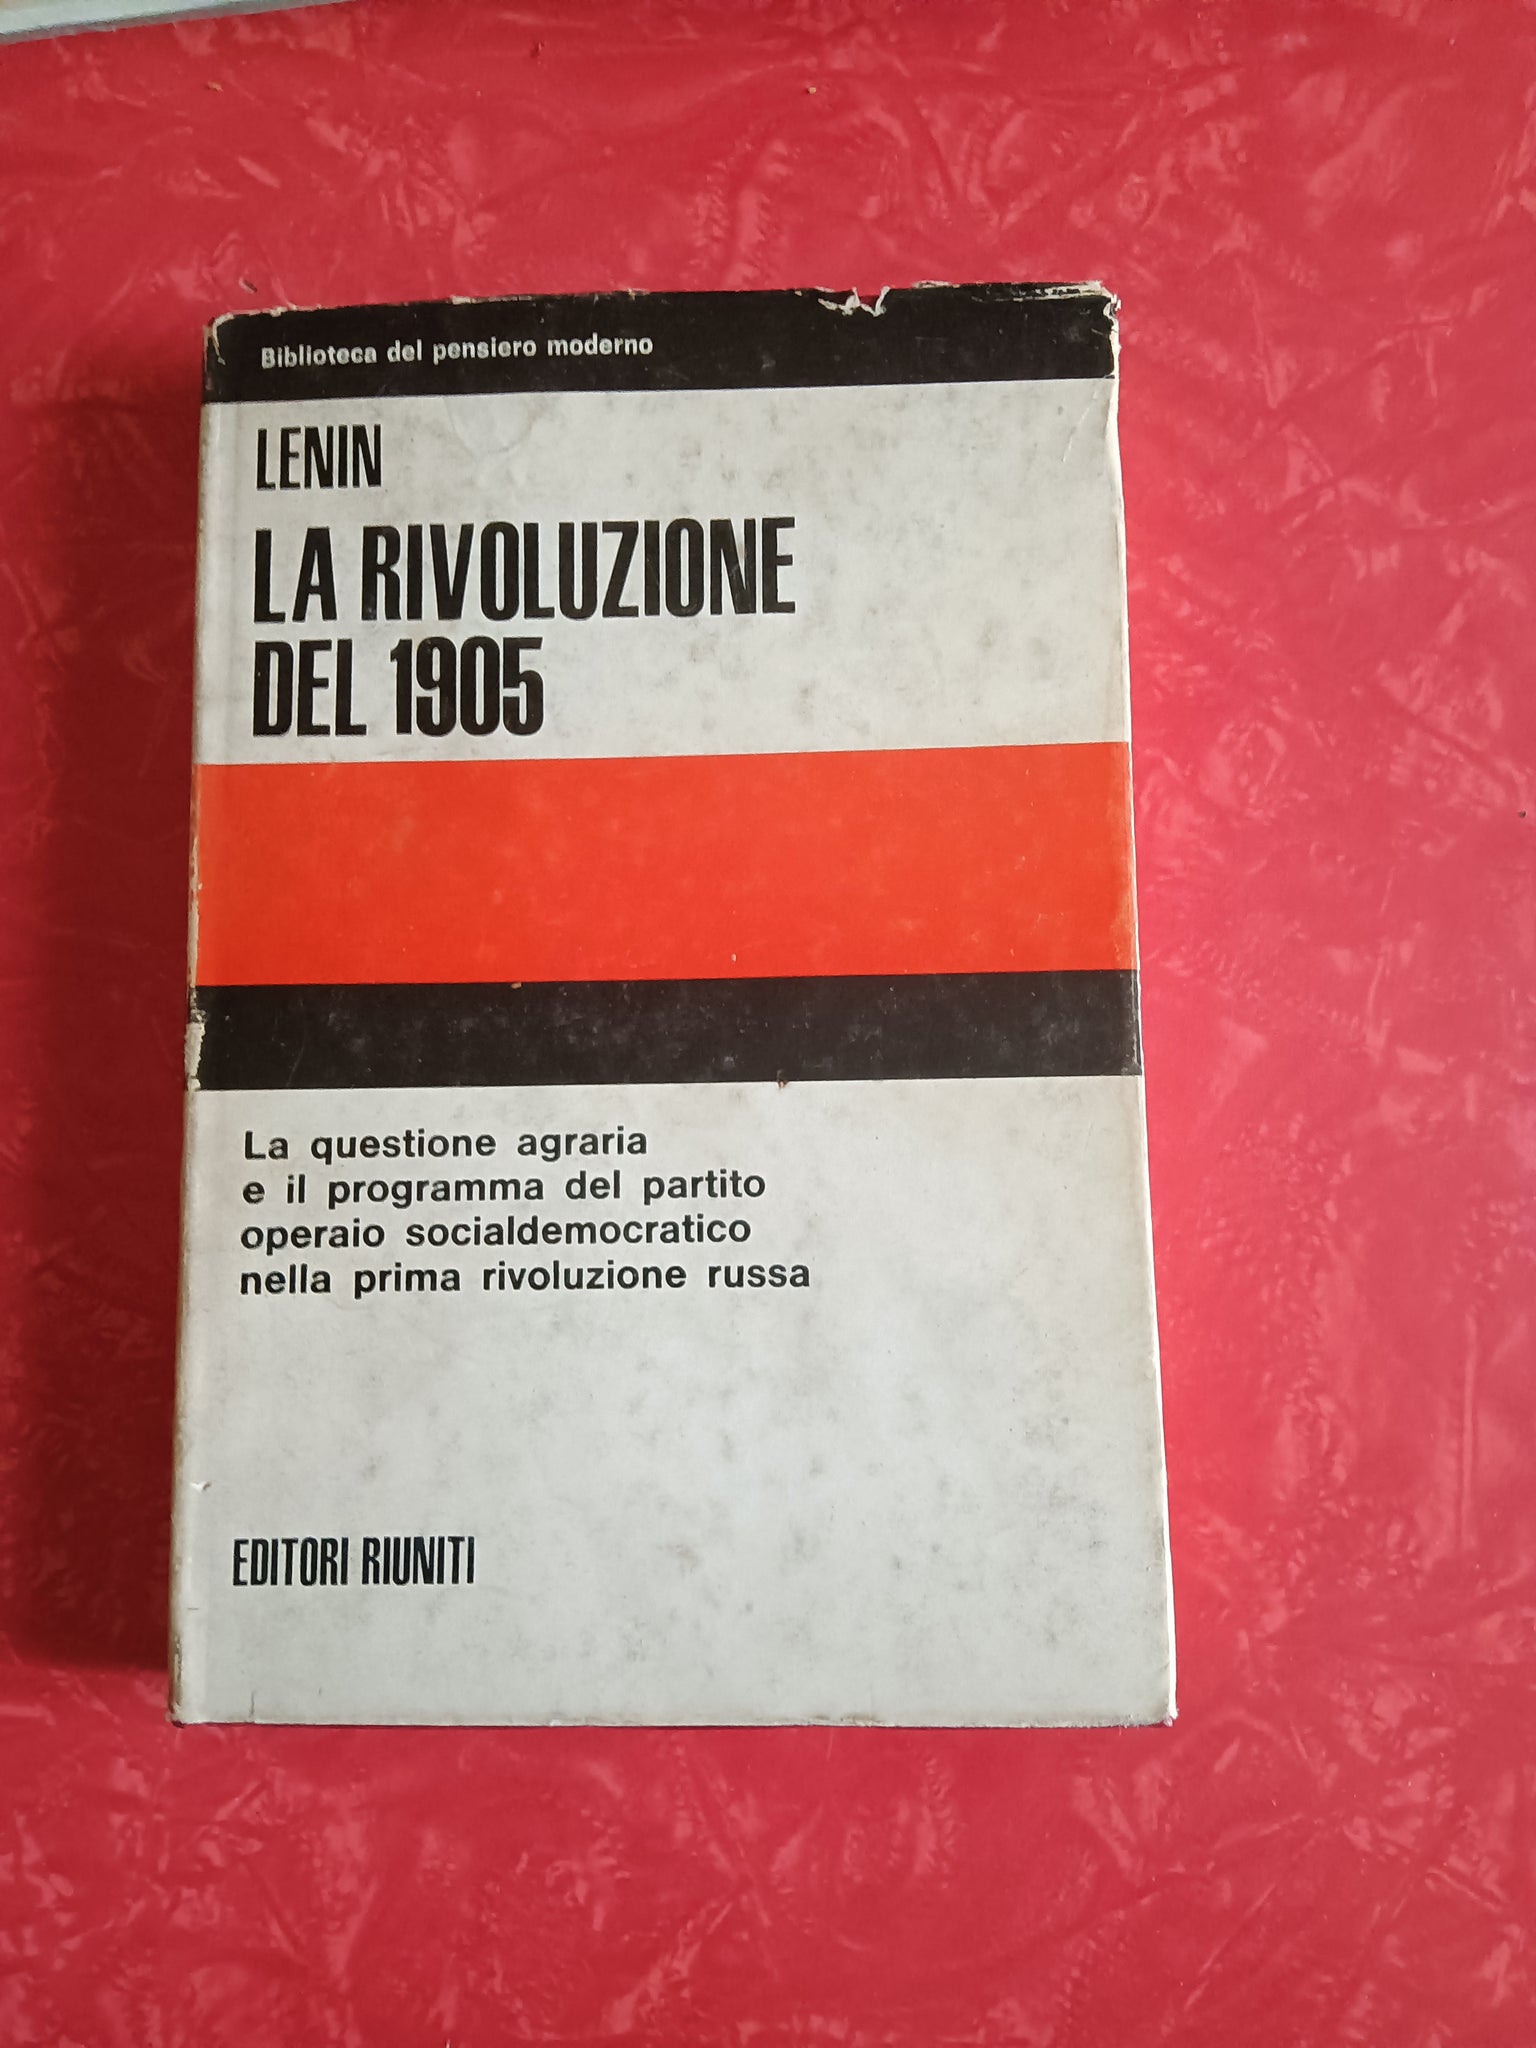 Biblioteca del pensiero moderno
LENIN
LA RIVOLUZIONE
DEL 1905
La questione agraria
e il programma del partito
operaio socialdemocratico
nella prima rivoluzione russa
EDITORI RIUNITI